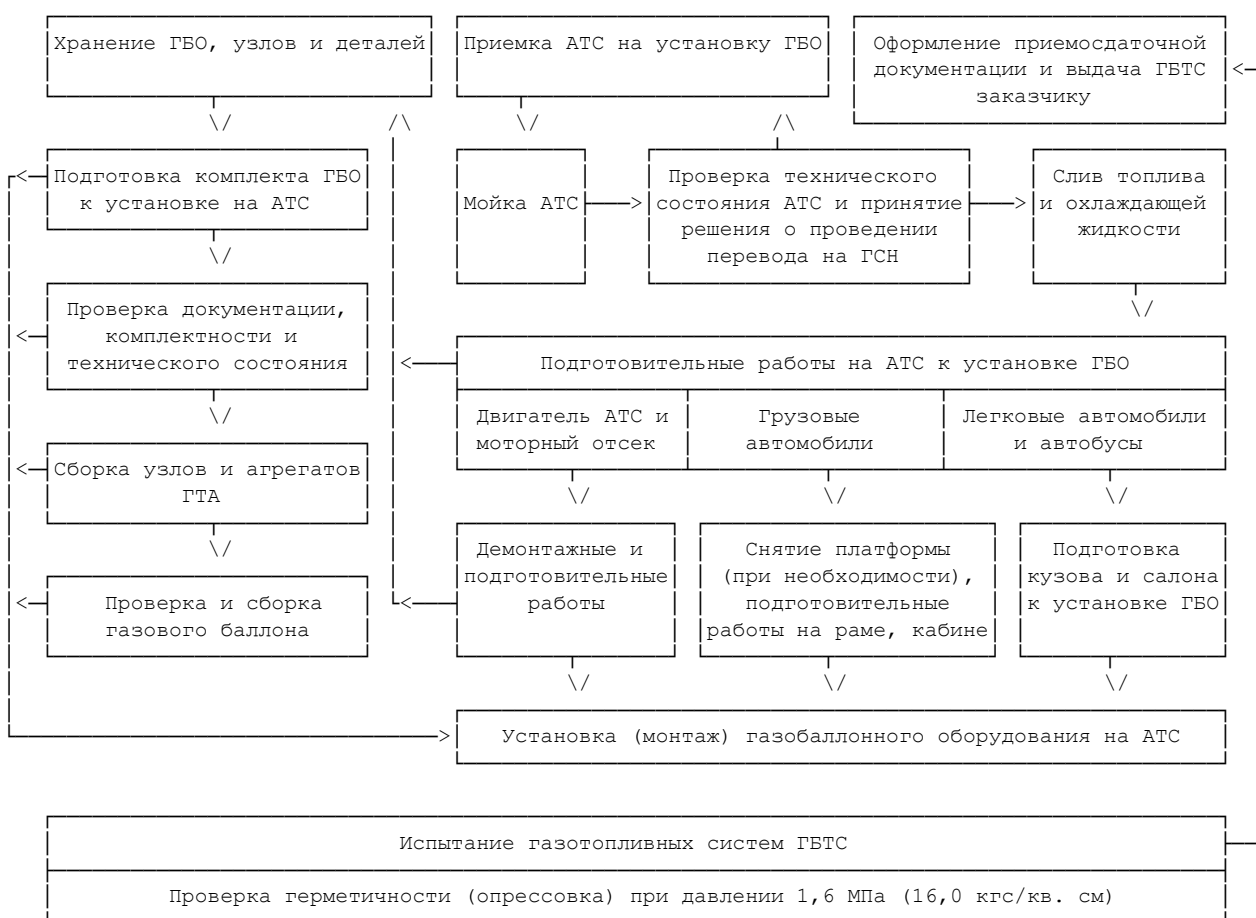 Хранение ГБО, узлов и деталей
Приемка АТС на установку ГБО
Оформление приемосдаточной
документации и выдача ГБТС
заказчику
Подготовка комплекта ГБО
к установке на АТС
Мойка АТС
Проверка технического
состояния АТС и принятие
решения о проведении
перевода на ГСН
Слив топлива
и охлаждающей
жидкости
Проверка документации,
комплектности и
технического состояния
Подготовительные работы на АТС к установке ГБО
Двигатель АТС и
моторный отсек
Грузовые
автомобили
Легковые автомобили
и автобусы
Сборка узлов и агрегатов
ГТА
Проверка и сборка
газового баллона
Демонтажные и
подготовительные
работы
Снятие платформы
(при необходимости),
подготовительные
работы на раме, кабине
Подготовка
кузова и салона
к установке ГБО
Установка (монтаж) газобаллонного оборудования на АТС
Испытание газотопливных систем ГБТС
Проверка герметичности (опрессовка) при давлении 1,6 МПа (16,0 кгс/кв. см)